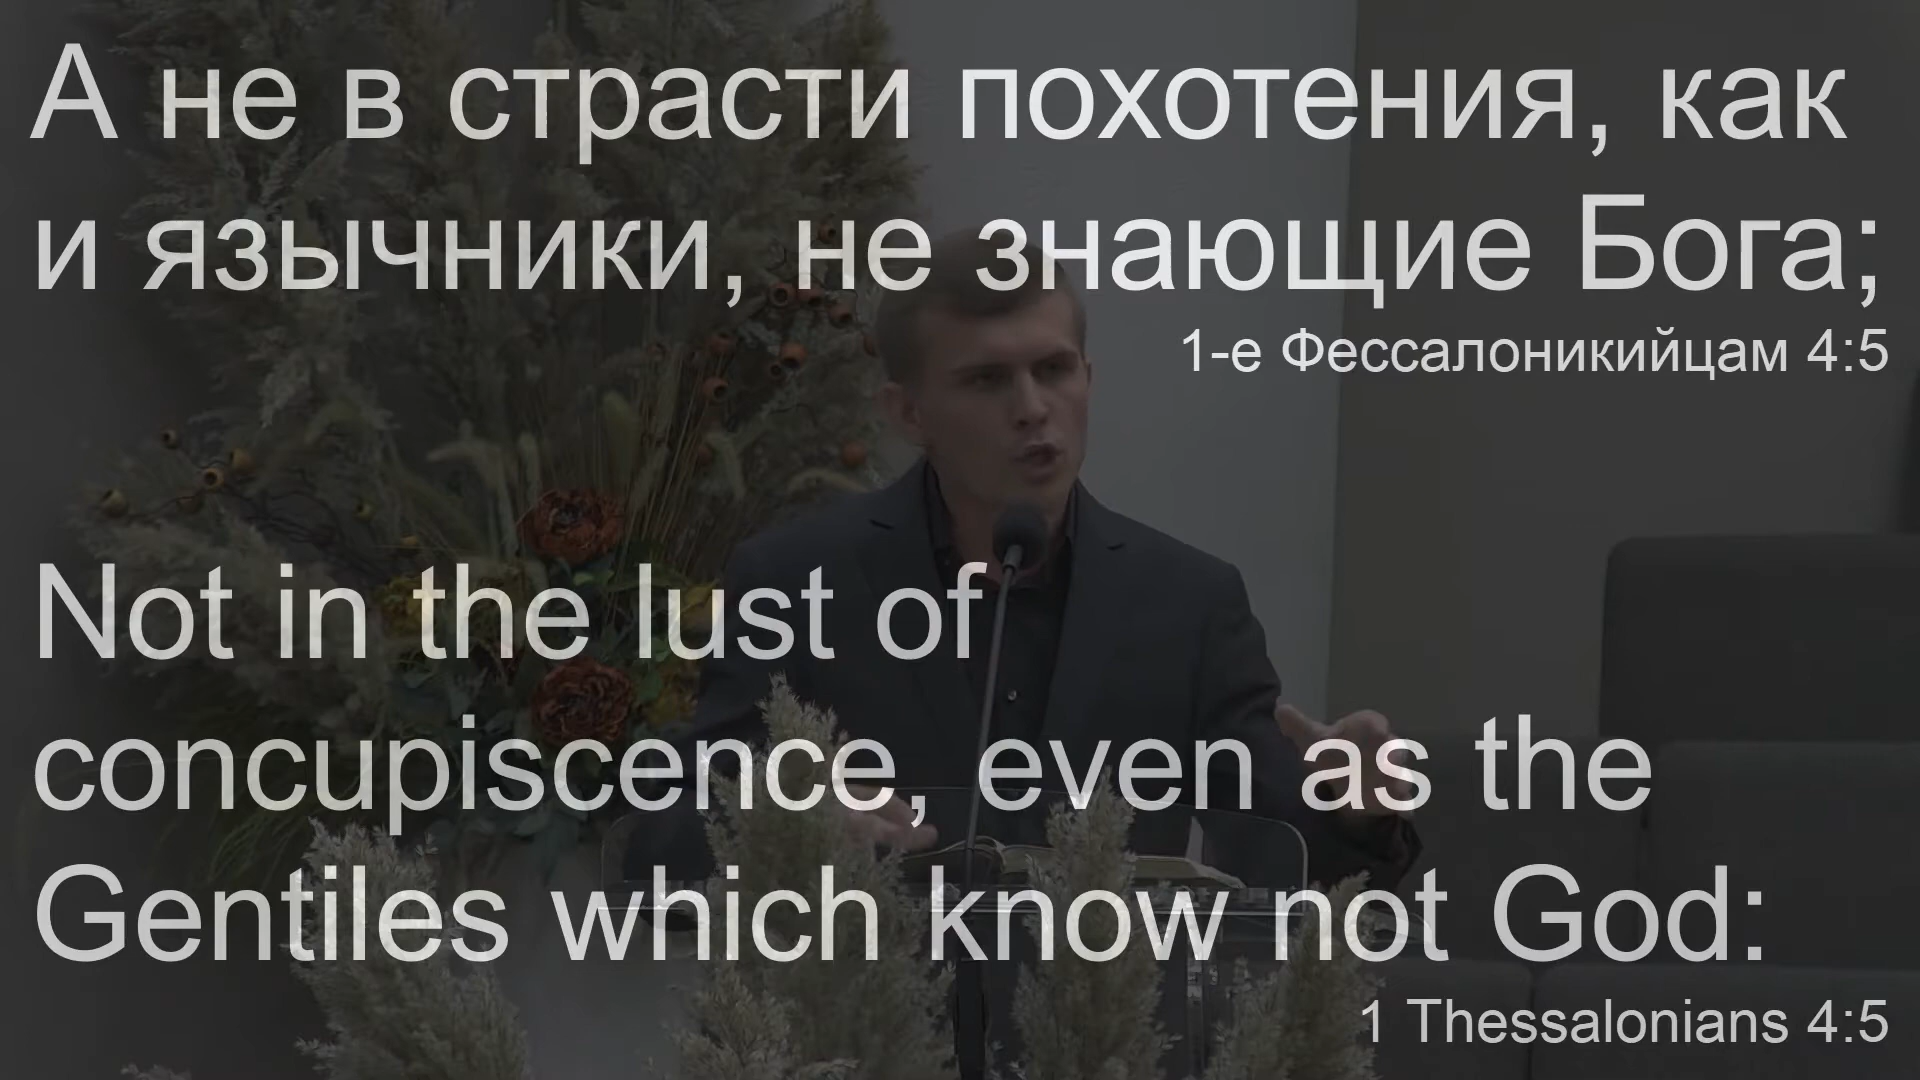 А не в страсти похотения, как
и язычники, не знающие Бога;
1-е Фессалоникийцам 4:5
Not in the lust of
concupiscence, even as the
Gentiles which know not God:
1 Thessalonians 4:5